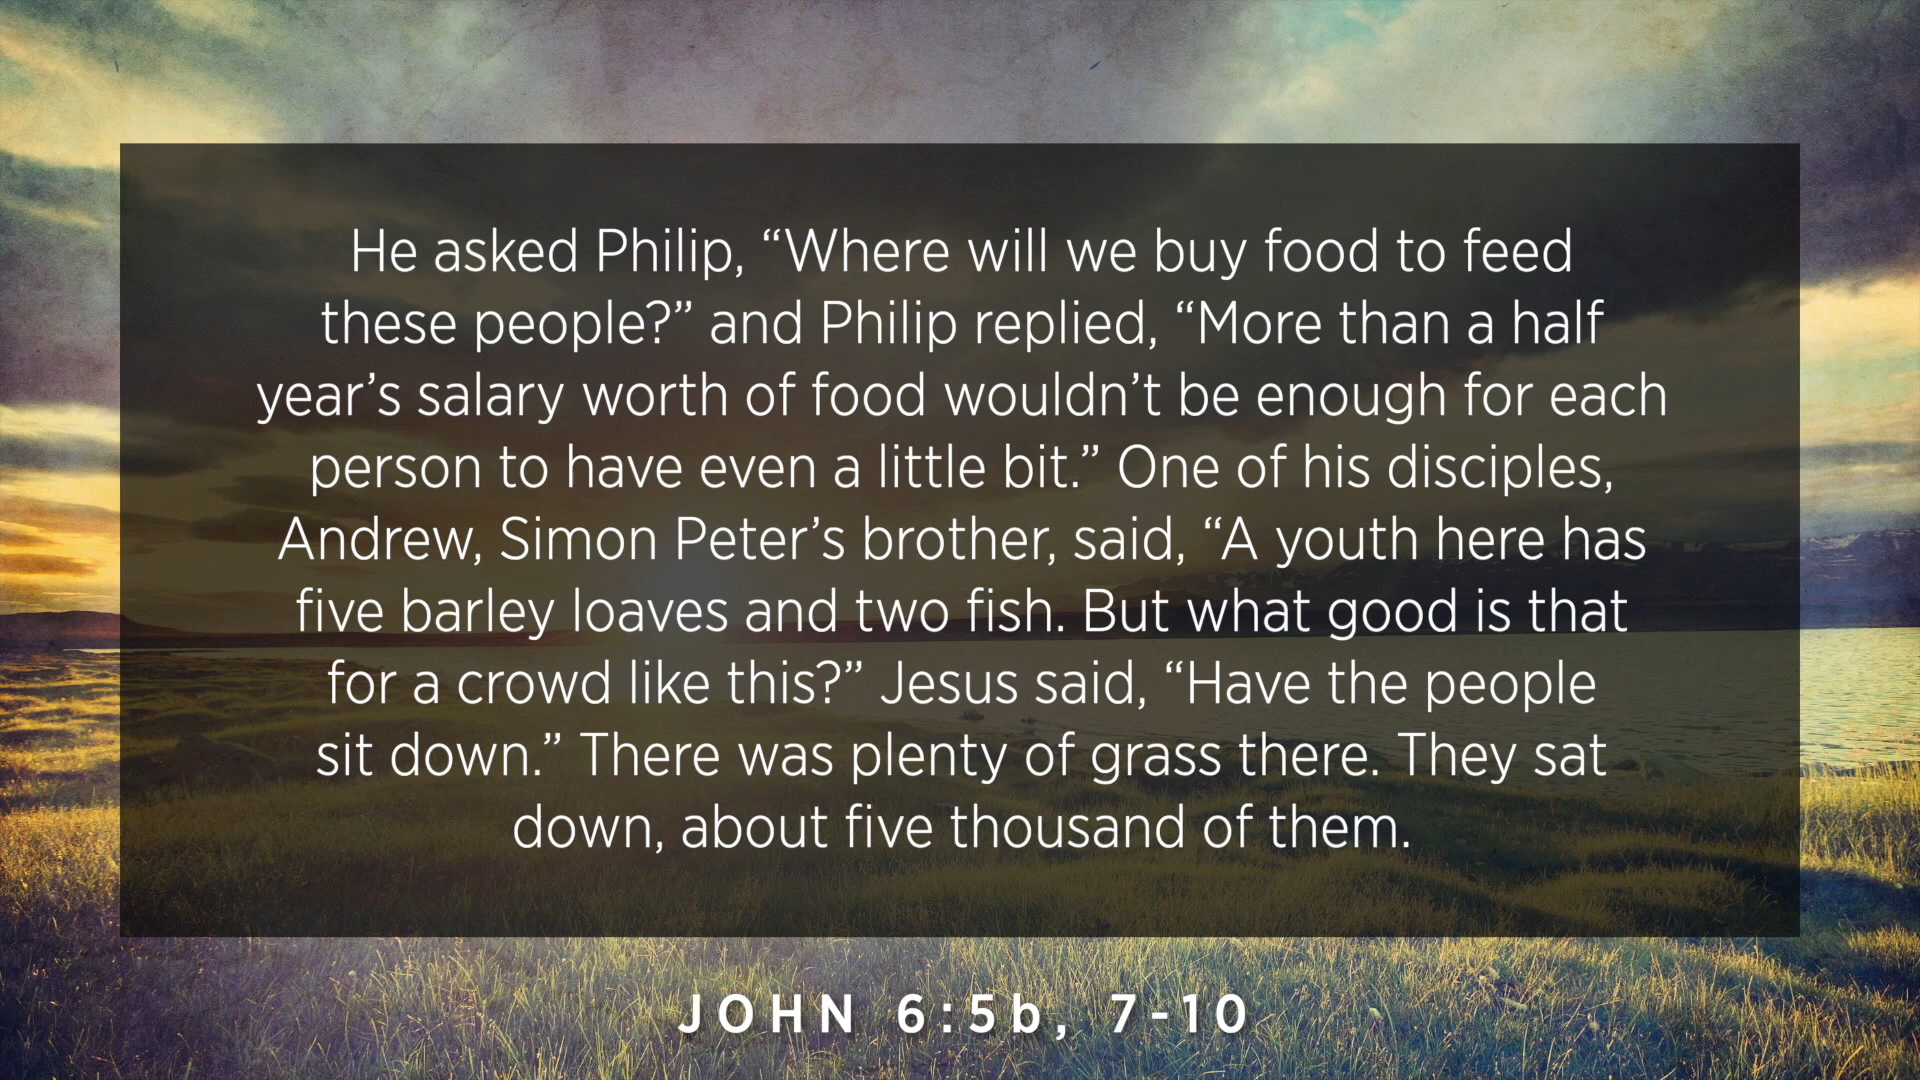 He asked Philip, “Where will we buy food to feed
these people?” and Philip replied, “More than a half
year’s salary worth of food wouldn’t be enough for each
person to have even a little bit.” One of his disciples,
Andrew, Simon Peter’s brother, said, “A youth here has
five barley loaves and two fish. But what good is that
for a crowd like this?” Jesus said, “Have the people
sit down.” There was plenty of grass there. They sat
down, about five thousand of them.
JOHN 6:5b, 7-10